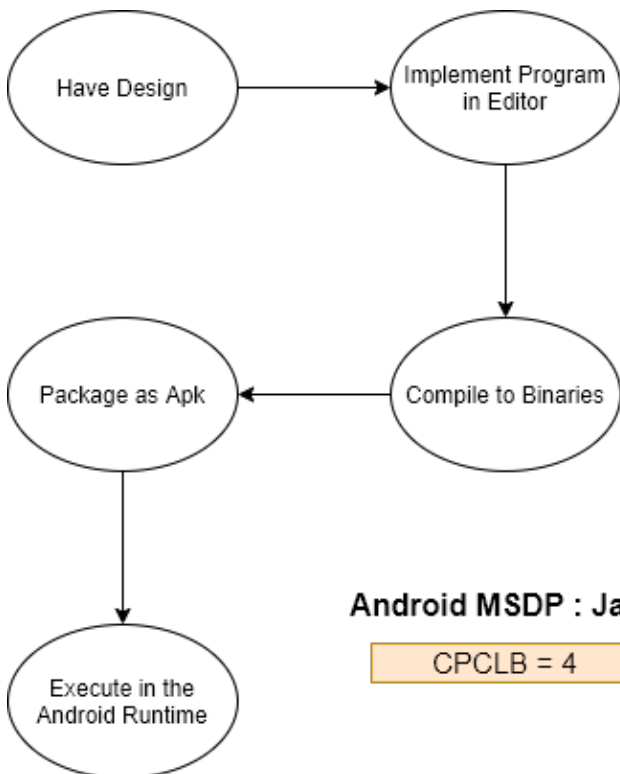 Have Design
Implement Program
in Editor
Package as Apk
Compile to Binaries
Android MSDP : Ja
CPCLB = 4
Execute in the
Android Runtime